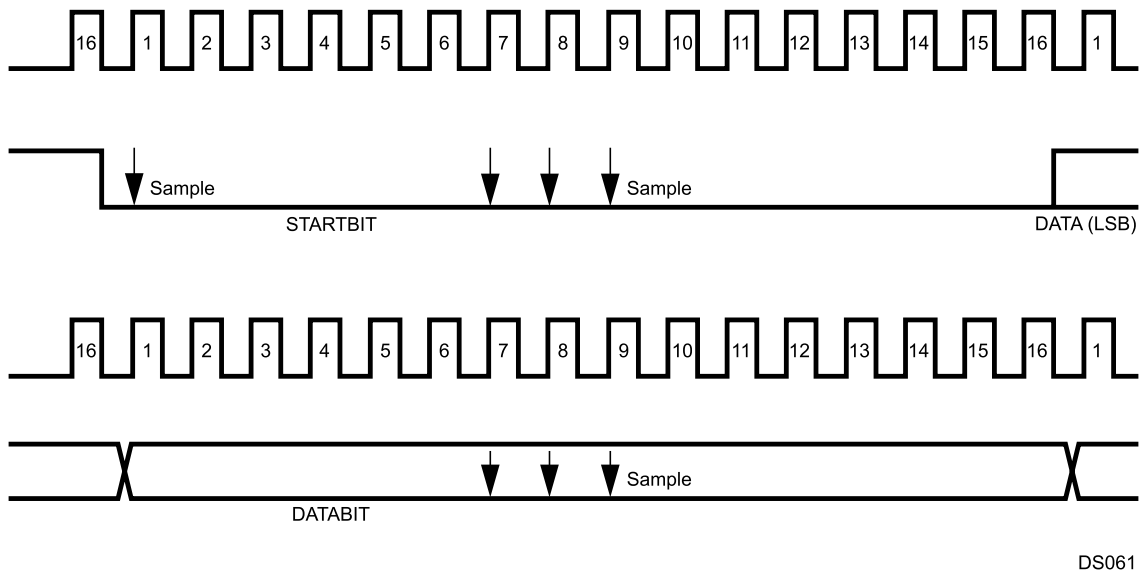 16 1 2 3 4 5 6 7 8 9 10 11 12 13 14 15 16 1
Sample Sample
STARTBIT DATA (LSB)
16 1 2 3 4 5 6 7 8 9 10 11 12 13 14 15 16 1
Sample
DATABIT
DS061